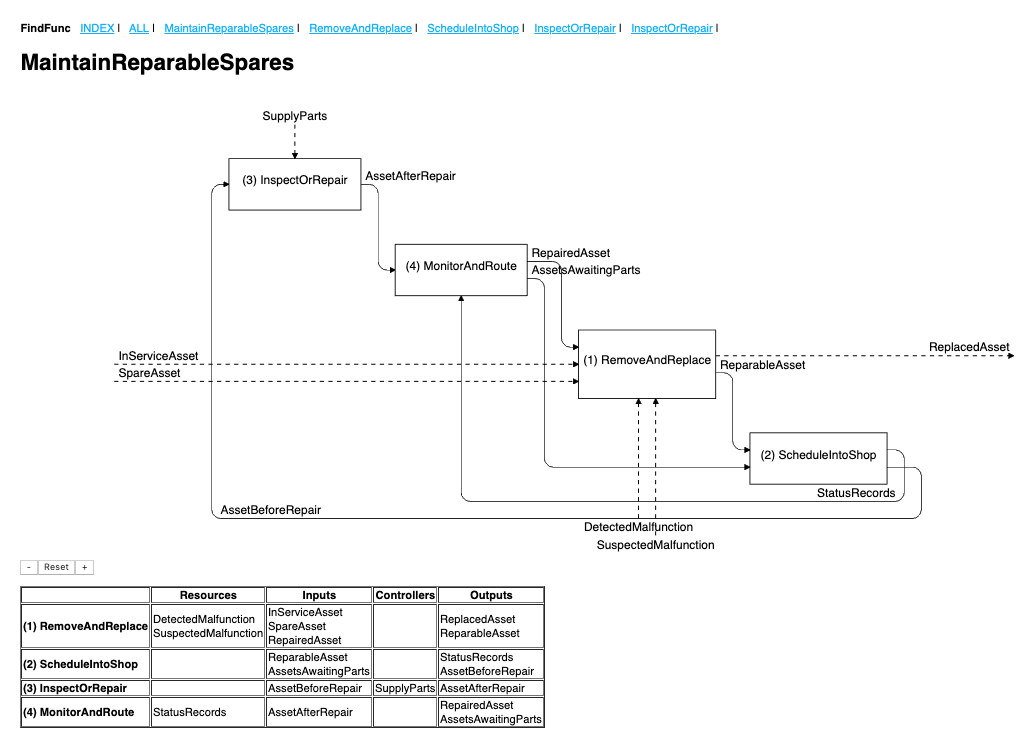 FindFunc INDEX | ALL | MaintainReparableSpares | RemoveAndReplace | ScheduleIntoShop | InspectOrRepair | InspectOrRepair |
MaintainReparableSpares
SupplyParts
(3) InspectOrRepair
AssetAfterRepair
(4) MonitorAndRoute
RepairedAsset
AssetsAwaitingParts
InServiceAsset
SpareAsset
(1) RemoveAndReplace
ReplacedAsset
ReparableAsset
(2) ScheduleIntoShop
StatusRecords
AssetBeforeRepair
DetectedMalfunction
SuspectedMalfunction
- Reset +
Resources Inputs Controllers Outputs
(1) RemoveAndReplace
DetectedMalfunction
SuspectedMalfunction
InServiceAsset
SpareAsset
RepairedAsset
ReplacedAsset
ReparableAsset
(2) ScheduleIntoShop
ReparableAsset
AssetsAwaitingParts
StatusRecords
AssetBeforeRepair
(3) InspectOrRepair AssetBeforeRepair SupplyParts AssetAfterRepair
(4) MonitorAndRoute StatusRecords AssetAfterRepair
RepairedAsset
AssetsAwaitingParts